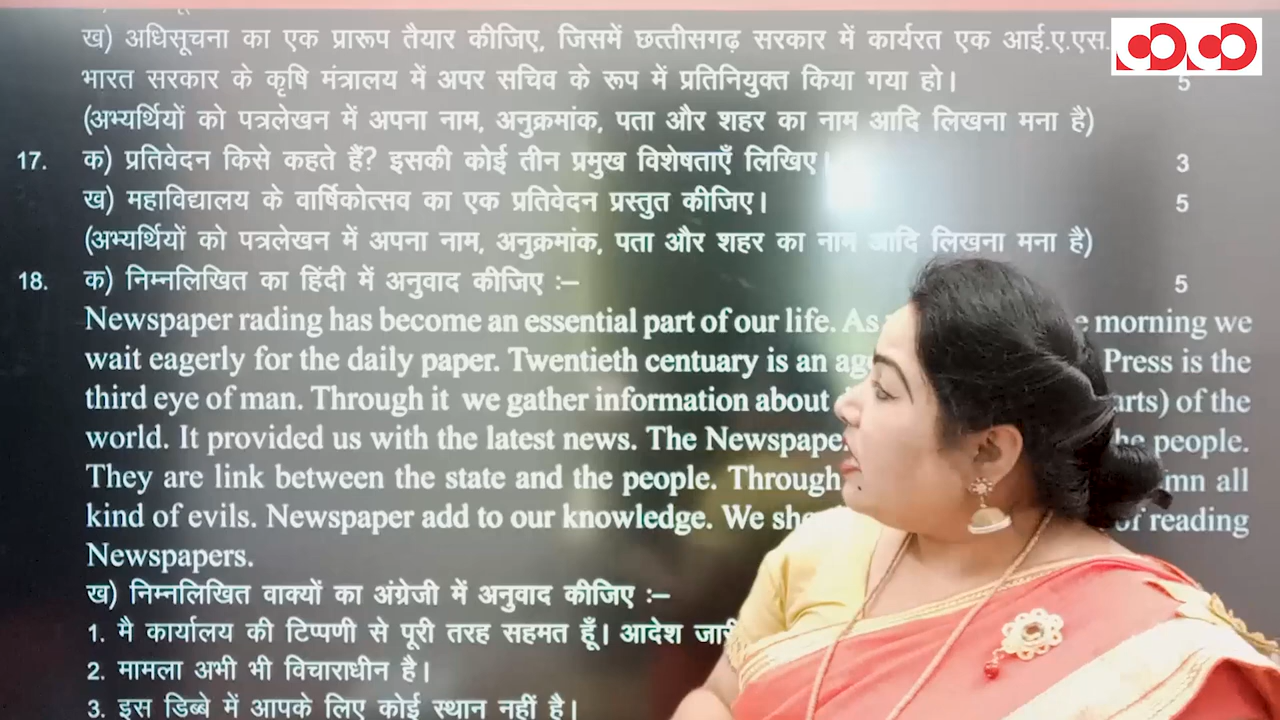 ख) अधिसूचना का एक प्रारूप तैयार कीजिए, जिसमें छत्तीसगढ़ सरकार में कार्यरत एक आई.ए.एस.
भारत सरकार के कृषि मंत्रालय में अपर सचिव के रूप में प्रतिनियुक्त किया गया हो। 5
(अभ्यर्थियों को पत्रलेखन में अपना नाम, अनुक्रमांक, पता और शहर का नाम आदि लिखना मना है)
17. क) प्रतिवेदन किसे कहते हैं? इसकी कोई तीन प्रमुख विशेषताएँ लिखिए। 3
ख) महाविद्यालय के वार्षिकोत्सव का एक प्रतिवेदन प्रस्तुत कीजिए। 5
(अभ्यर्थियों को पत्रलेखन में अपना नाम, अनुक्रमांक, पता और शहर का नाम आदि लिखना मना है)
18. क) निम्नलिखित का हिंदी में अनुवाद कीजिए :– 5
Newspaper rading has become an essential part of our life. As morning we
wait eagerly for the daily paper. Twentieth centuary is an Press is the
third eye of man. Through it we gather information about of the
world. It provided us with the latest news. The people.
They are link between the state and the people. Through all
kind of evils. Newspaper add to our knowledge. We of reading
Newspapers.
ख) निम्नलिखित वाक्यों का अंग्रेजी में अनुवाद कीजिए :–
1. मै कार्यालय की टिप्पणी से पूरी तरह सहमत हूँ। आदेश
2. मामला अभी भी विचाराधीन है।
3. इस डिब्बे में आपके लिए कोई स्थान नहीं है।